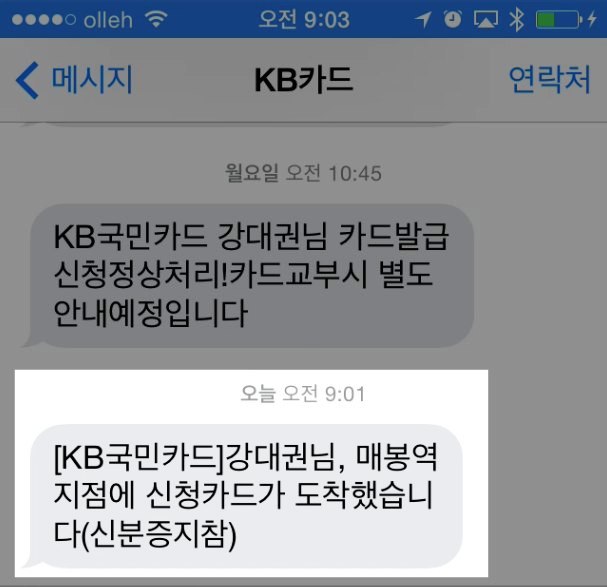 olleh 오전 9:03
메시지 KB카드 연락처
월요일 오전 10:45
KB국민카드 강대권님 카드발급
신청정상처리!카드교부시 별도
안내예정입니다
오늘 오전 9:01
[KB국민카드]강대권님, 매봉역
지점에 신청카드가 도착했습니
다(신분증지참)